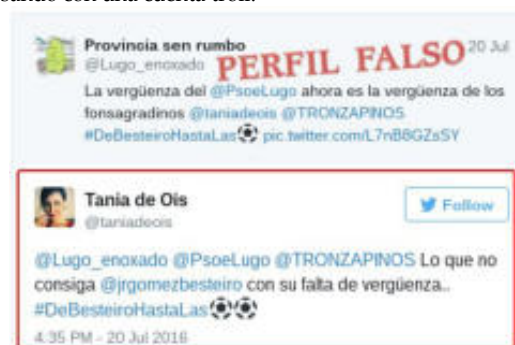 Provincia sen rumbo
@Lugo_enoxado
PERFIL FALSO
20 Jul
La vergüenza del @PsoeLugo ahora es la vergüenza de los
fonsagradinos @taniadeois @TRONZAPINOS
#DeBesteiroHastaLas⚽ pic.twitter.com/L7nB8GZsSY
Tania de Ois
@taniadeois
Follow
@Lugo_enoxado @PsoeLugo @TRONZAPINOS Lo que no
consiga @jrgomezbesteiro con su falta de vergüenza..
#DeBesteiroHastaLas⚽⚽
4:35 PM - 20 Jul 2016